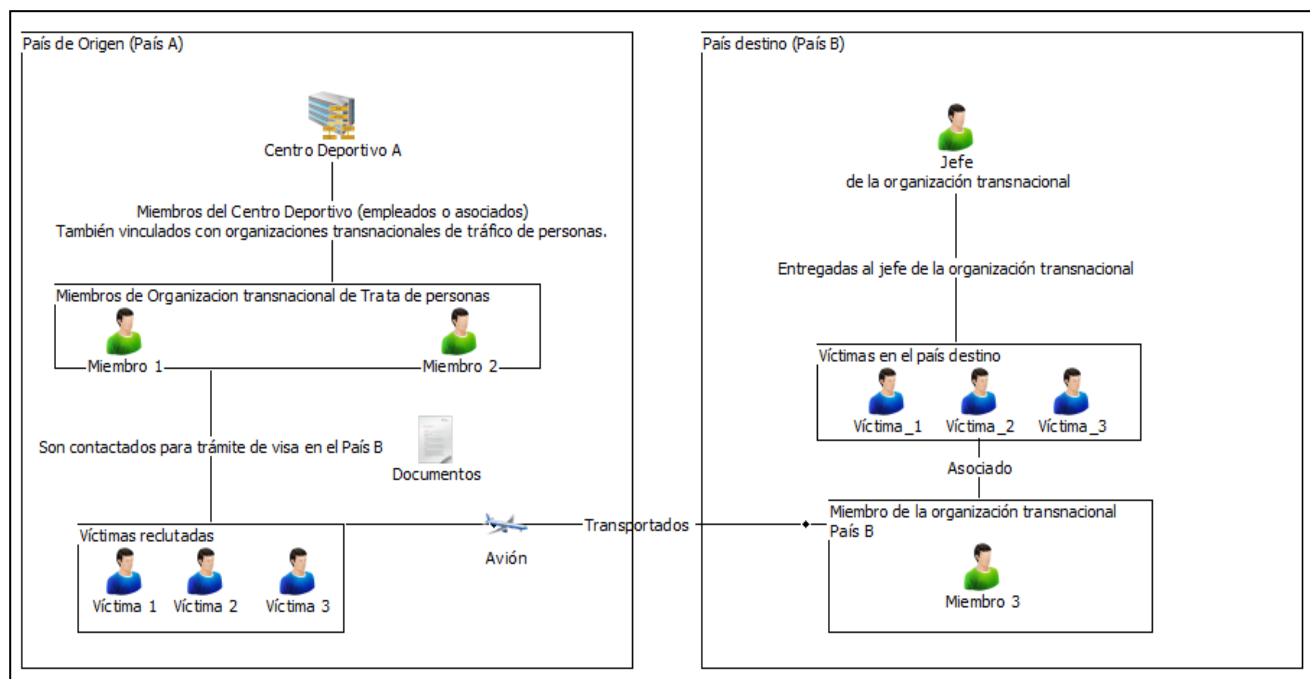 País de Origen (País A)
Centro Deportivo A
Miembros del Centro Deportivo (empleados o asociados)
También vinculados con organizaciones transnacionales de tráfico de personas.
Miembros de Organizacion transnacional de Trata de personas
Miembro 1
Miembro 2
Son contactados para trámite de visa en el País B
Documentos
Víctimas reclutadas
Víctima 1
Víctima 2
Víctima 3
Avión
Transportados
País destino (País B)
Jefe
de la organización transnacional
Entregadas al jefe de la organización transnacional
Víctimas en el país destino
Víctima_1
Víctima_2
Víctima_3
Asociado
Miembro de la organización transnacional
País B
Miembro 3